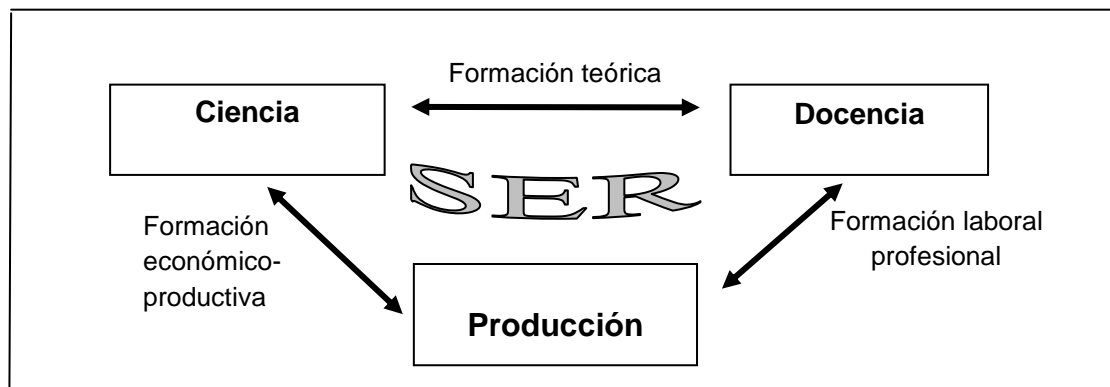 Formación teórica
Ciencia
Docencia
SER
Formación
económico-
productiva
Formación laboral
profesional
Producción